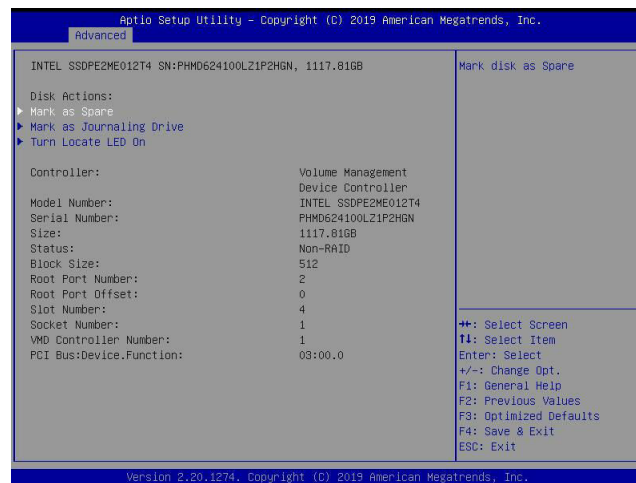 Aptio Setup Utility – Copyright (C) 2019 American Megatrends, Inc.
Advanced
INTEL SSDPE2ME012T4 SN:PHMD624100LZ1P2HGN, 1117.81GB
Disk Actions:
Mark as Spare
Mark as Journaling Drive
Turn Locate LED On
Controller: Volume Management
Device Controller
Model Number: INTEL SSDPE2ME012T4
Serial Number: PHMD624100LZ1P2HGN
Size: 1117.81GB
Status: Non-RAID
Block Size: 512
Root Port Number: 2
Root Port Offset: 0
Slot Number: 4
Socket Number: 1
VMD Controller Number: 1
PCI Bus:Device.Function: 03:00.0
Mark disk as Spare
→←: Select Screen
↑↓: Select Item
Enter: Select
+/-: Change Opt.
F1: General Help
F2: Previous Values
F3: Optimized Defaults
F4: Save & Exit
ESC: Exit
Version 2.20.1274. Copyright (C) 2019 American Megatrends, Inc.